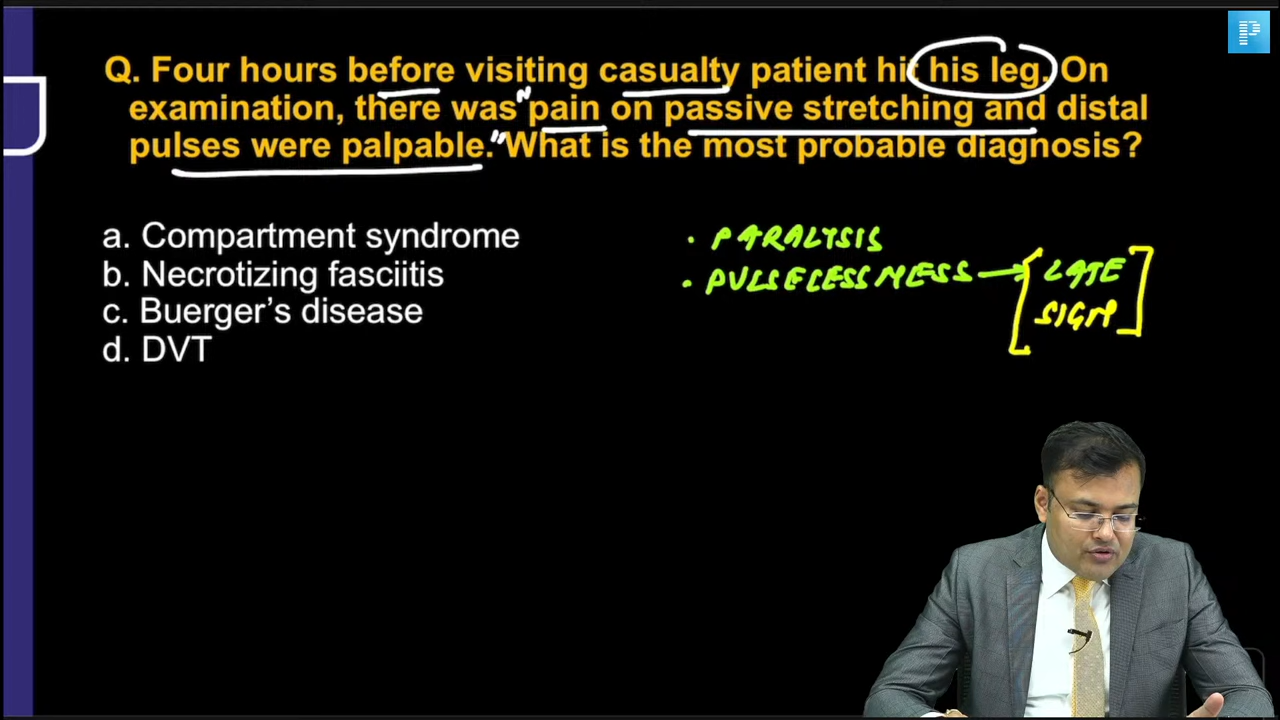 Q. Four hours before visiting casualty patient hit his leg. On
examination, there was "pain on passive stretching and distal
pulses were palpable." What is the most probable diagnosis?
a. Compartment syndrome
b. Necrotizing fasciitis
c. Buerger's disease
d. DVT
. PARALYSIS
. PULSELESSNESS → [LATE
SIGN]
P